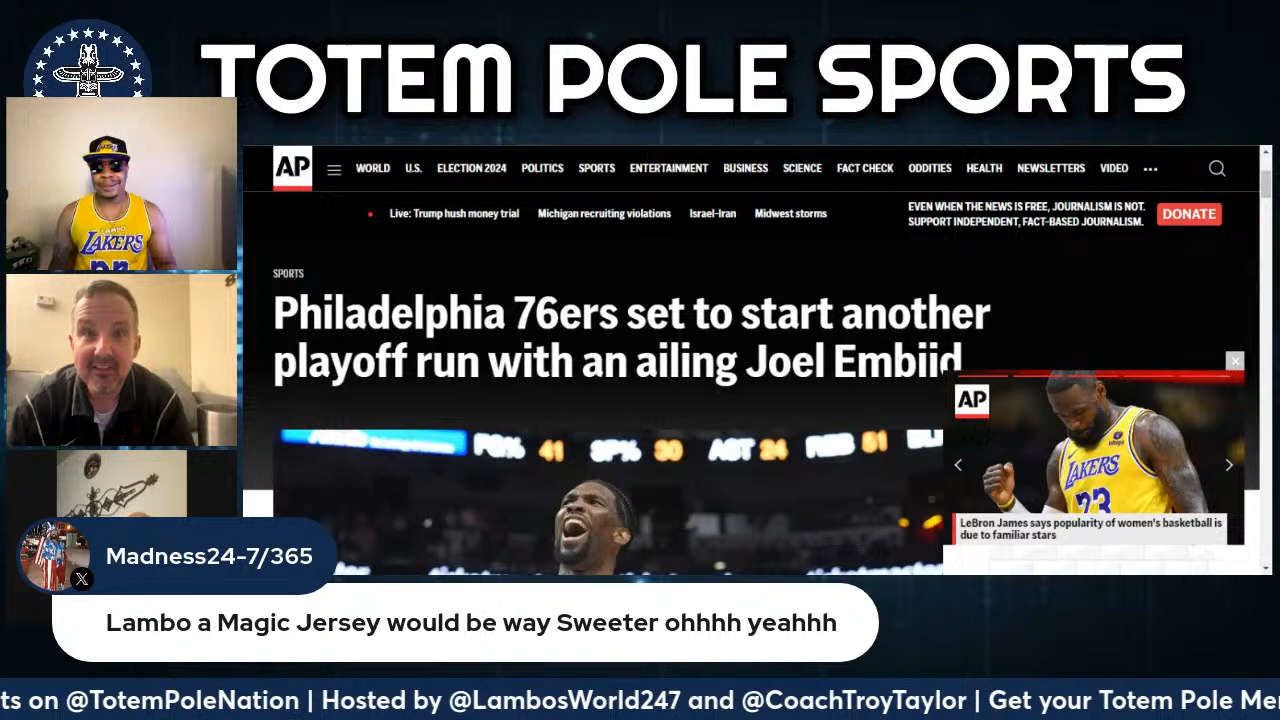 TOTEM POLE SPORTS
LAMBO
LAKERS
AP
WORLD U.S. ELECTION 2024 POLITICS SPORTS ENTERTAINMENT BUSINESS SCIENCE FACT CHECK ODDITIES HEALTH NEWSLETTERS VIDEO ...
Live: Trump hush money trial Michigan recruiting violations Israel-Iran Midwest storms
EVEN WHEN THE NEWS IS FREE, JOURNALISM IS NOT.
SUPPORT INDEPENDENT, FACT-BASED JOURNALISM.
DONATE
SPORTS
Philadelphia 76ers set to start another
playoff run with an ailing Joel Embiid
FG% 41 3P% 30 AST 24 REB 51
AP
LAKERS
23
LeBron James says popularity of women's basketball is
due to familiar stars
Madness24-7/365
Lambo a Magic Jersey would be way Sweeter ohhhh yeahhh
ts on @TotemPoleNation | Hosted by @LambosWorld247 and @CoachTroyTaylor | Get your Totem Pole Me